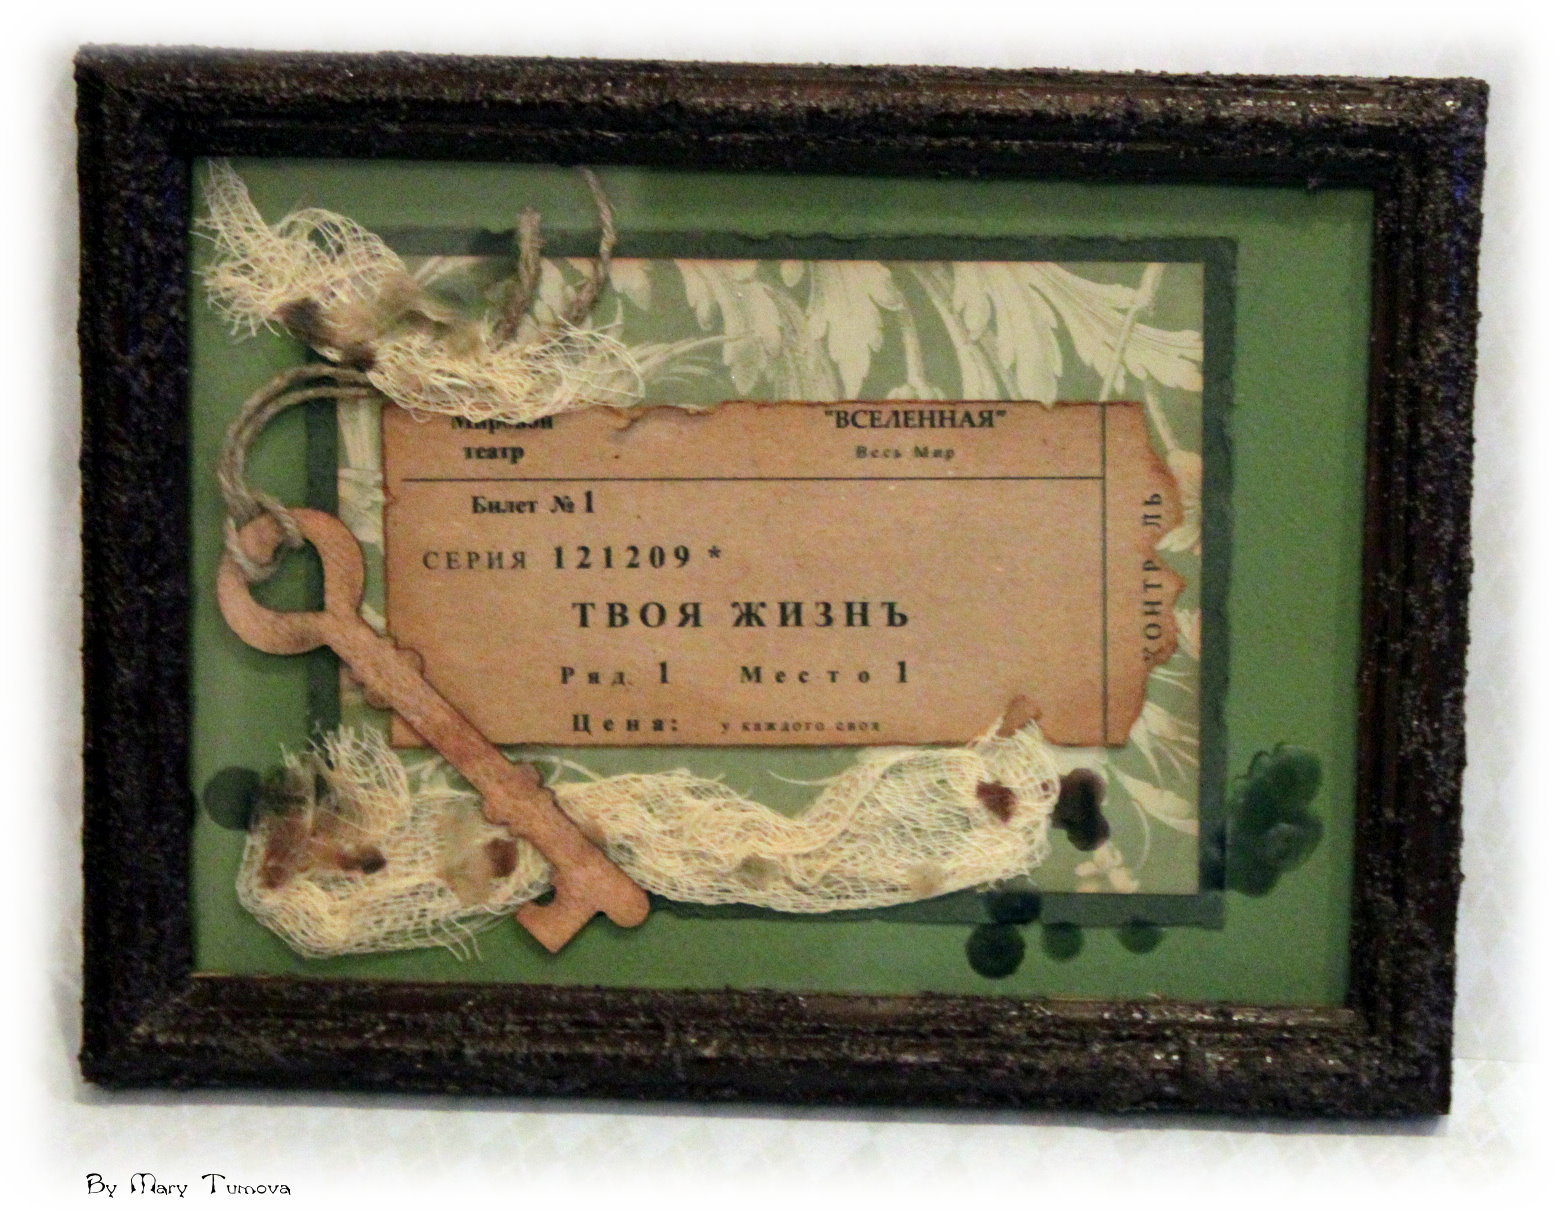 Мировой "ВСЕЛЕННАЯ"
театр Весь Мир
Билет № 1
СЕРИЯ 121209 *
ТВОЯ ЖИЗНЪ
Ряд 1 Место 1
Цена: у каждого своя
КОНТРОЛЬ
By Mary Tumova